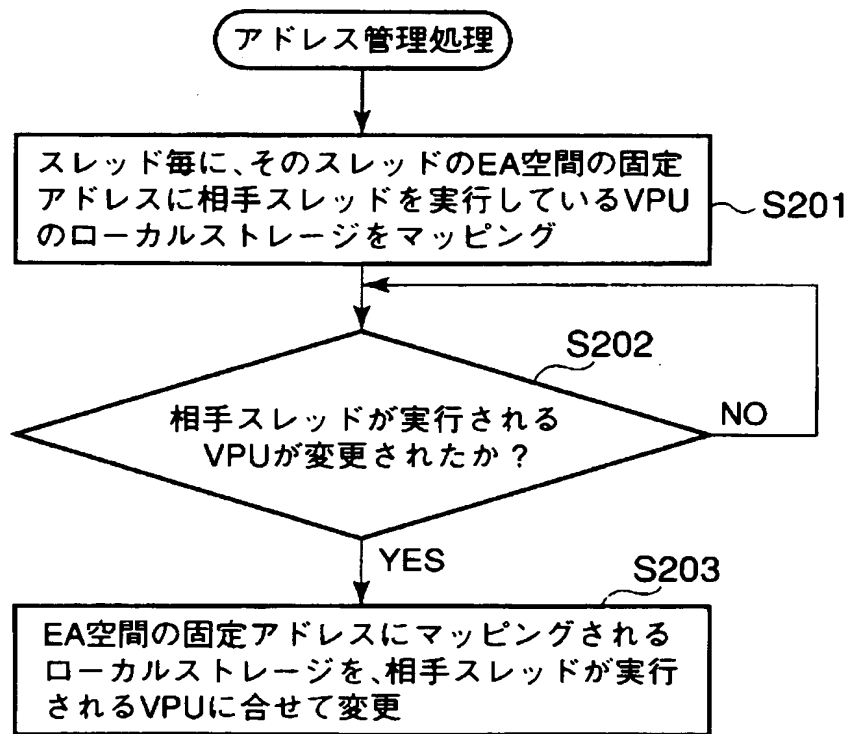 アドレス管理処理
スレッド毎に、そのスレッドのEA空間の固定
アドレスに相手スレッドを実行しているVPU
のローカルストレージをマッピング
S201
S202
相手スレッドが実行される
VPUが変更されたか?
NO
YES
S203
EA空間の固定アドレスにマッピングされる
ローカルストレージを、相手スレッドが実行
されるVPUに合せて変更